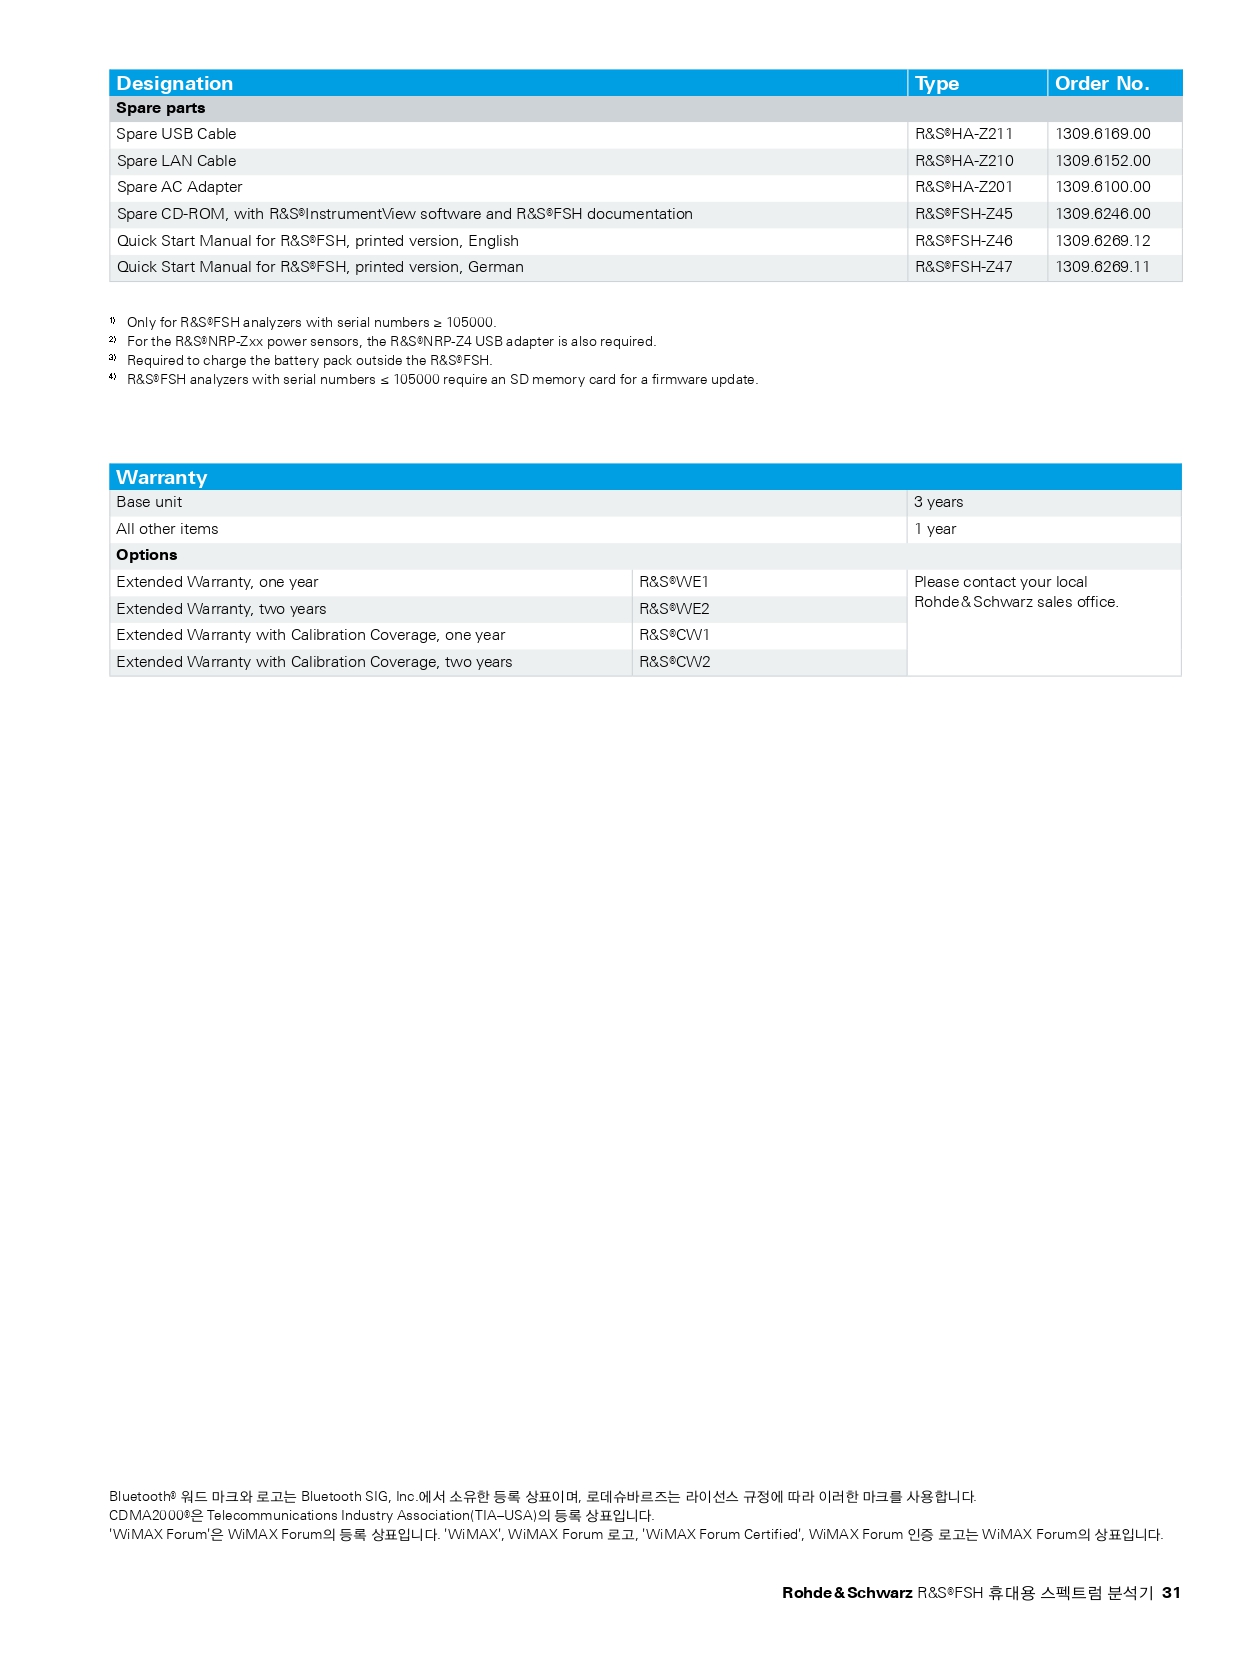 Designation Type Order No.
Spare parts
Spare USB Cable R&S®HA-Z211 1309.6169.00
Spare LAN Cable R&S®HA-Z210 1309.6152.00
Spare AC Adapter R&S®HA-Z201 1309.6100.00
Spare CD-ROM, with R&S®InstrumentView software and R&S®FSH documentation R&S®FSH-Z45 1309.6246.00
Quick Start Manual for R&S®FSH, printed version, English R&S®FSH-Z46 1309.6269.12
Quick Start Manual for R&S®FSH, printed version, German R&S®FSH-Z47 1309.6269.11
1) Only for R&S®FSH analyzers with serial numbers ≥ 105000.
2) For the R&S®NRP-Zxx power sensors, the R&S®NRP-Z4 USB adapter is also required.
3) Required to charge the battery pack outside the R&S®FSH.
4) R&S®FSH analyzers with serial numbers ≤ 105000 require an SD memory card for a firmware update.
Warranty
Base unit 3 years
All other items 1 year
Options
Extended Warranty, one year R&S®WE1 Please contact your local
Rohde&Schwarz sales office.
Extended Warranty, two years R&S®WE2
Extended Warranty with Calibration Coverage, one year R&S®CW1
Extended Warranty with Calibration Coverage, two years R&S®CW2
Bluetooth® 워드 마크와 로고는 Bluetooth SIG, Inc.에서 소유한 등록 상표이며, 로데슈바르즈는 라이선스 규정에 따라 이러한 마크를 사용합니다.
CDMA2000®은 Telecommunications Industry Association(TIA–USA)의 등록 상표입니다.
'WiMAX Forum'은 WiMAX Forum의 등록 상표입니다. 'WiMAX', WiMAX Forum 로고, 'WiMAX Forum Certified', WiMAX Forum 인증 로고는 WiMAX Forum의 상표입니다.
Rohde&Schwarz R&S®FSH 휴대용 스펙트럼 분석기 31